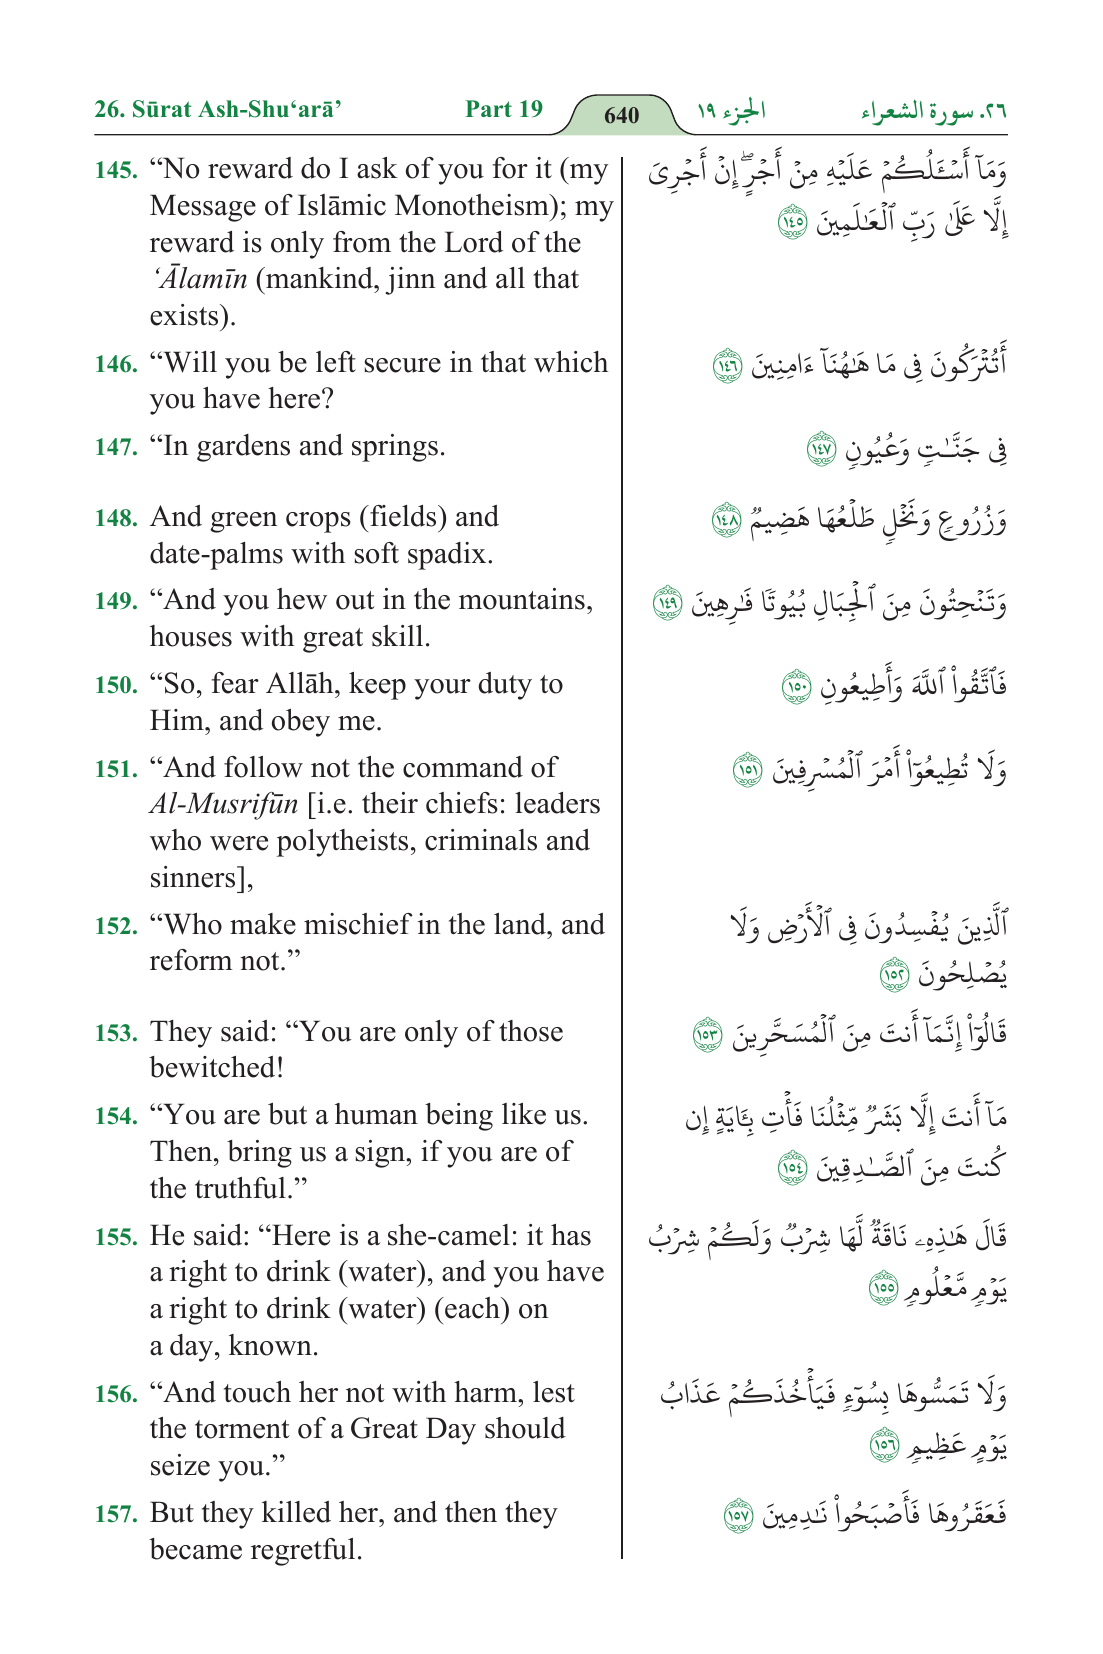 26. Sūrat Ash-Shu‘arā’ Part 19 640 الجزء ١٩ ٢٦. سورة الشعراء
145. “No reward do I ask of you for it (my
Message of Islāmic Monotheism); my
reward is only from the Lord of the
‘Ālamīn (mankind, jinn and all that
exists).
146. “Will you be left secure in that which
you have here?
147. “In gardens and springs.
148. And green crops (fields) and
date-palms with soft spadix.
149. “And you hew out in the mountains,
houses with great skill.
150. “So, fear Allāh, keep your duty to
Him, and obey me.
151. “And follow not the command of
Al-Musrifūn [i.e. their chiefs: leaders
who were polytheists, criminals and
sinners],
152. “Who make mischief in the land, and
reform not.”
153. They said: “You are only of those
bewitched!
154. “You are but a human being like us.
Then, bring us a sign, if you are of
the truthful.”
155. He said: “Here is a she-camel: it has
a right to drink (water), and you have
a right to drink (water) (each) on
a day, known.
156. “And touch her not with harm, lest
the torment of a Great Day should
seize you.”
157. But they killed her, and then they
became regretful.
وَمَآ أَسْـَٔلُكُمْ عَلَيْهِ مِنْ أَجْرٍ ۖ إِنْ أَجْرِىَ
إِلَّا عَلَىٰ رَبِّ ٱلْعَـٰلَمِينَ ١٤٥
أَتُتْرَكُونَ فِى مَا هَـٰهُنَآ ءَامِنِينَ ١٤٦
فِى جَنَّـٰتٍ وَعُيُونٍ ١٤٧
وَزُرُوعٍ وَنَخْلٍ طَلْعُهَا هَضِيمٌ ١٤٨
وَتَنْحِتُونَ مِنَ ٱلْجِبَالِ بُيُوتًا فَـٰرِهِينَ ١٤٩
فَٱتَّقُوا۟ ٱللَّهَ وَأَطِيعُونِ ١٥٠
وَلَا تُطِيعُوٓا۟ أَمْرَ ٱلْمُسْرِفِينَ ١٥١
ٱلَّذِينَ يُفْسِدُونَ فِى ٱلْأَرْضِ وَلَا
يُصْلِحُونَ ١٥٢
قَالُوٓا۟ إِنَّمَآ أَنتَ مِنَ ٱلْمُسَحَّرِينَ ١٥٣
مَآ أَنتَ إِلَّا بَشَرٌ مِّثْلُنَا فَأْتِ بِـَٔايَةٍ إِن
كُنتَ مِنَ ٱلصَّـٰدِقِينَ ١٥٤
قَالَ هَـٰذِهِۦ نَاقَةٌ لَّهَا شِرْبٌ وَلَكُمْ شِرْبُ
يَوْمٍ مَّعْلُومٍ ١٥٥
وَلَا تَمَسُّوهَا بِسُوٓءٍ فَيَأْخُذَكُمْ عَذَابُ
يَوْمٍ عَظِيمٍ ١٥٦
فَعَقَرُوهَا فَأَصْبَحُوا۟ نَـٰدِمِينَ ١٥٧